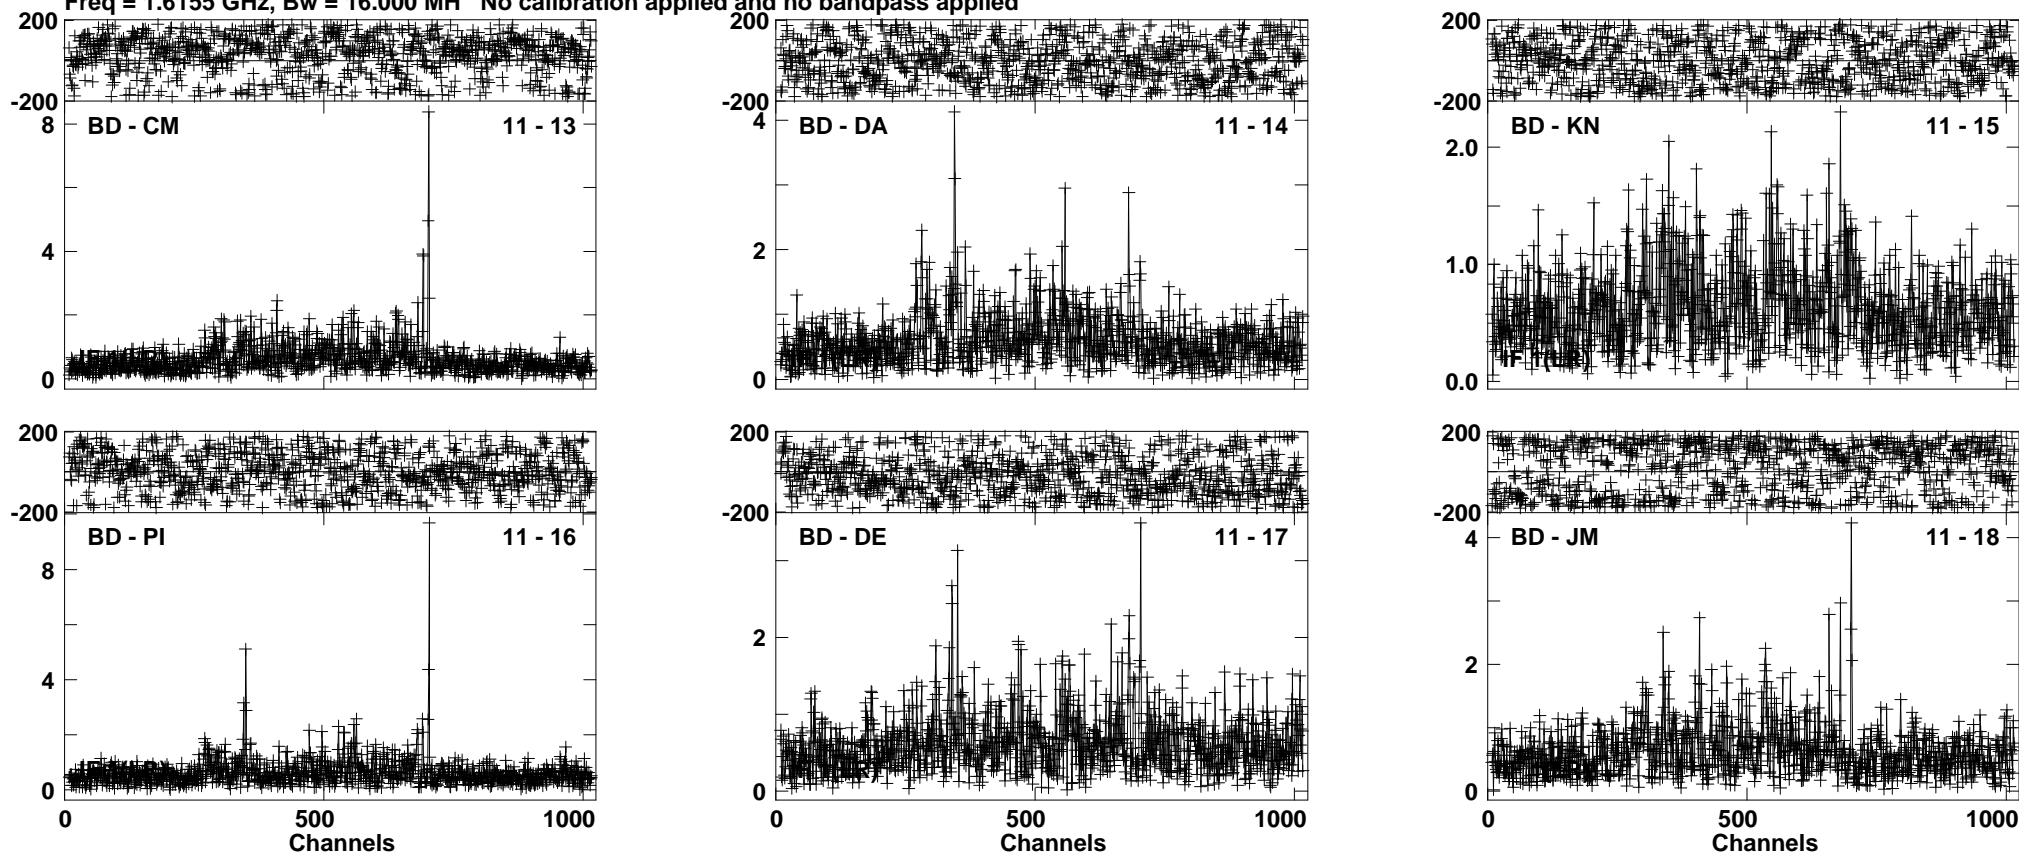 Freq = 1.6155 GHz, Bw = 16.000 MH No calibration applied and no bandpass applied
200
-200
BD - CM 11 - 13
8
4
0
200
-200
BD - DA 11 - 14
4
2
0
200
-200
BD - KN 11 - 15
2.0
1.0
0.0
200
-200
BD - PI 11 - 16
8
4
0
0 500 1000
Channels
200
-200
BD - DE 11 - 17
2
0
0 500 1000
Channels
200
-200
BD - JM 11 - 18
4
2
0
0 500 1000
Channels